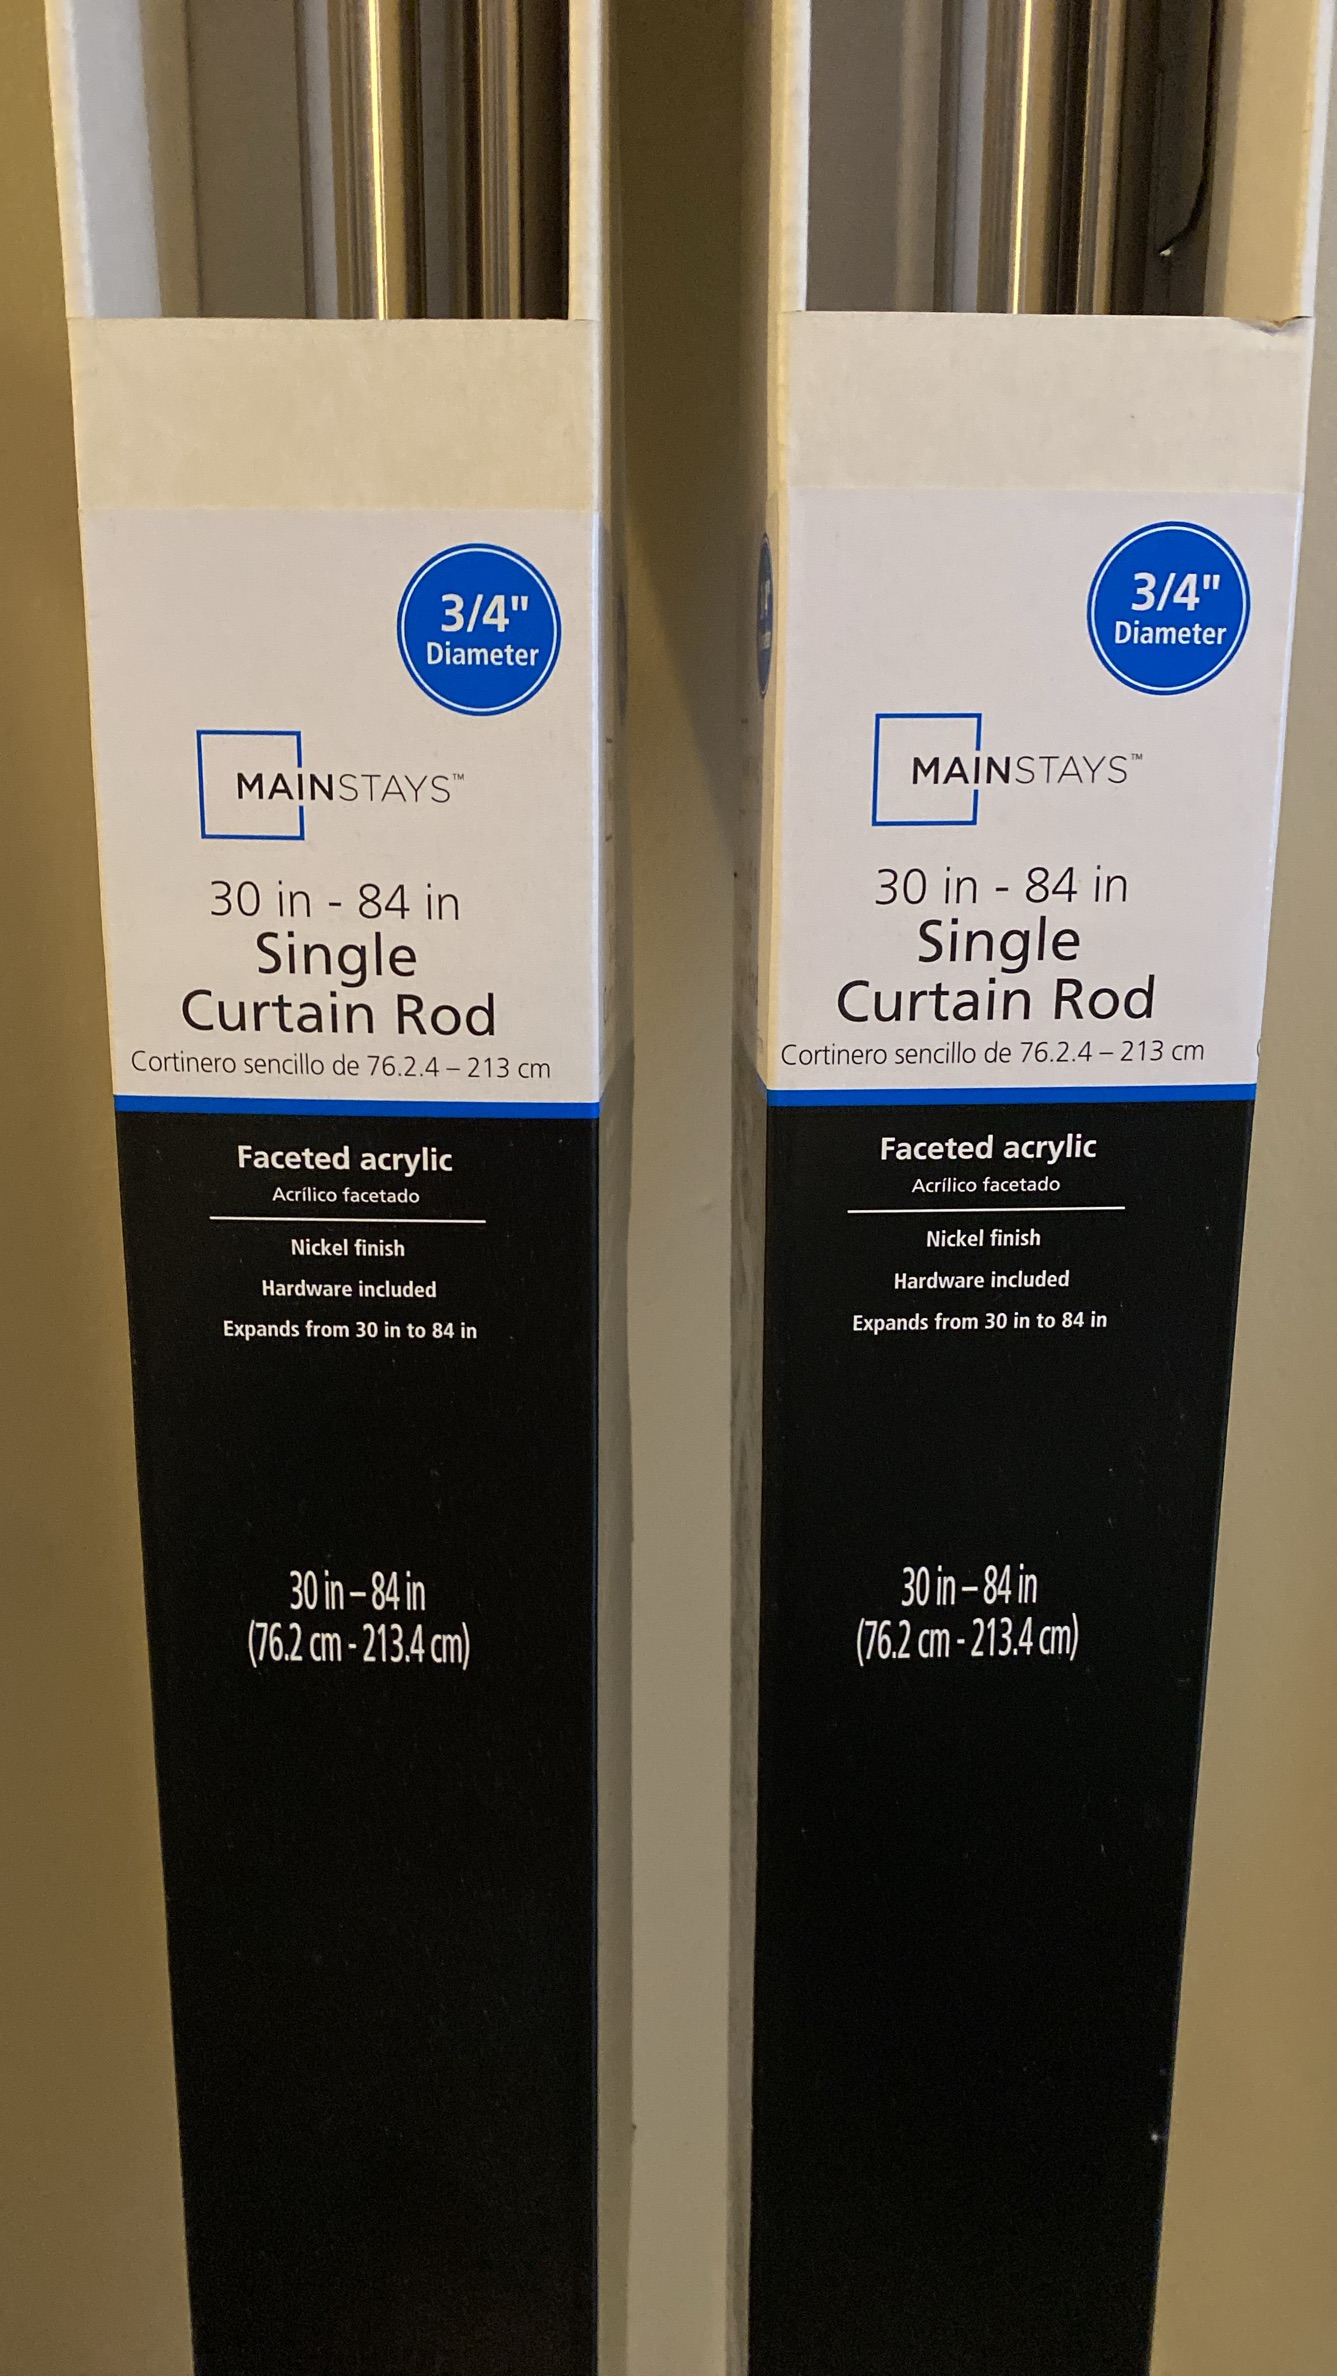 3/4"
Diameter
MAINSTAYS™
30 in - 84 in
Single
Curtain Rod
Cortinero sencillo de 76.2.4 – 213 cm
Faceted acrylic
Acrílico facetado
Nickel finish
Hardware included
Expands from 30 in to 84 in
30 in – 84 in
(76.2 cm - 213.4 cm)
3/4"
Diameter
MAINSTAYS™
30 in - 84 in
Single
Curtain Rod
Cortinero sencillo de 76.2.4 – 213 cm
Faceted acrylic
Acrílico facetado
Nickel finish
Hardware included
Expands from 30 in to 84 in
30 in – 84 in
(76.2 cm - 213.4 cm)